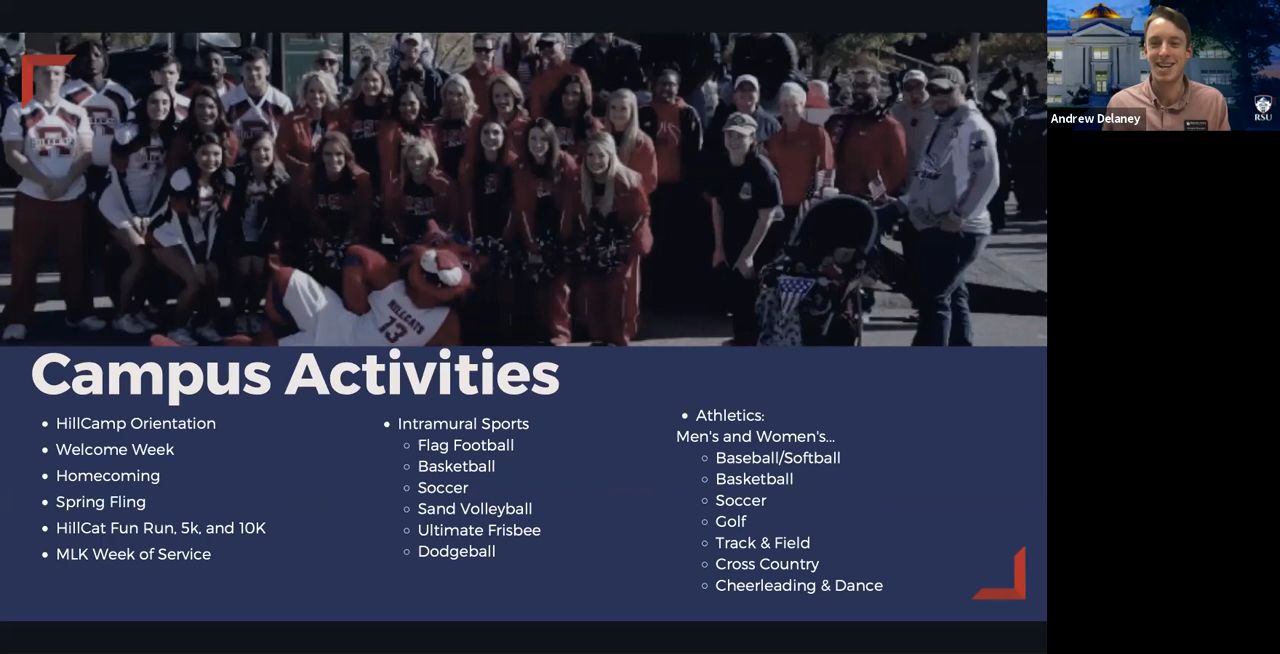 Andrew Delaney
RSU
HILLCATS
13
Campus Activities
HillCamp Orientation
Welcome Week
Homecoming
Spring Fling
HillCat Fun Run, 5k, and 10K
MLK Week of Service
Intramural Sports
Flag Football
Basketball
Soccer
Sand Volleyball
Ultimate Frisbee
Dodgeball
Athletics:
Men's and Women's...
Baseball/Softball
Basketball
Soccer
Golf
Track & Field
Cross Country
Cheerleading & Dance